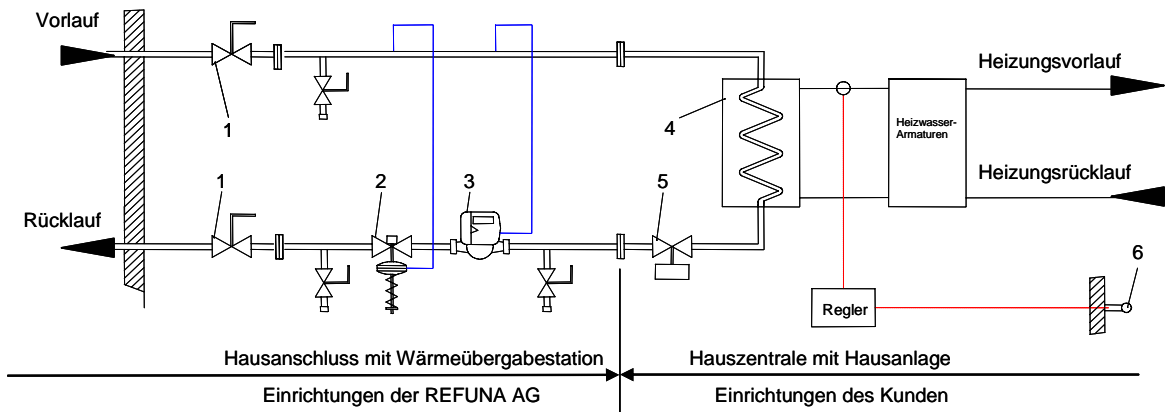 Vorlauf
1
4
Heizungsvorlauf
Heizwasser-
Armaturen
Heizungsrücklauf
1
2
3
5
Rücklauf
6
Regler
Hausanschluss mit Wärmeübergabestation
Hauszentrale mit Hausanlage
Einrichtungen der REFUNA AG
Einrichtungen des Kunden